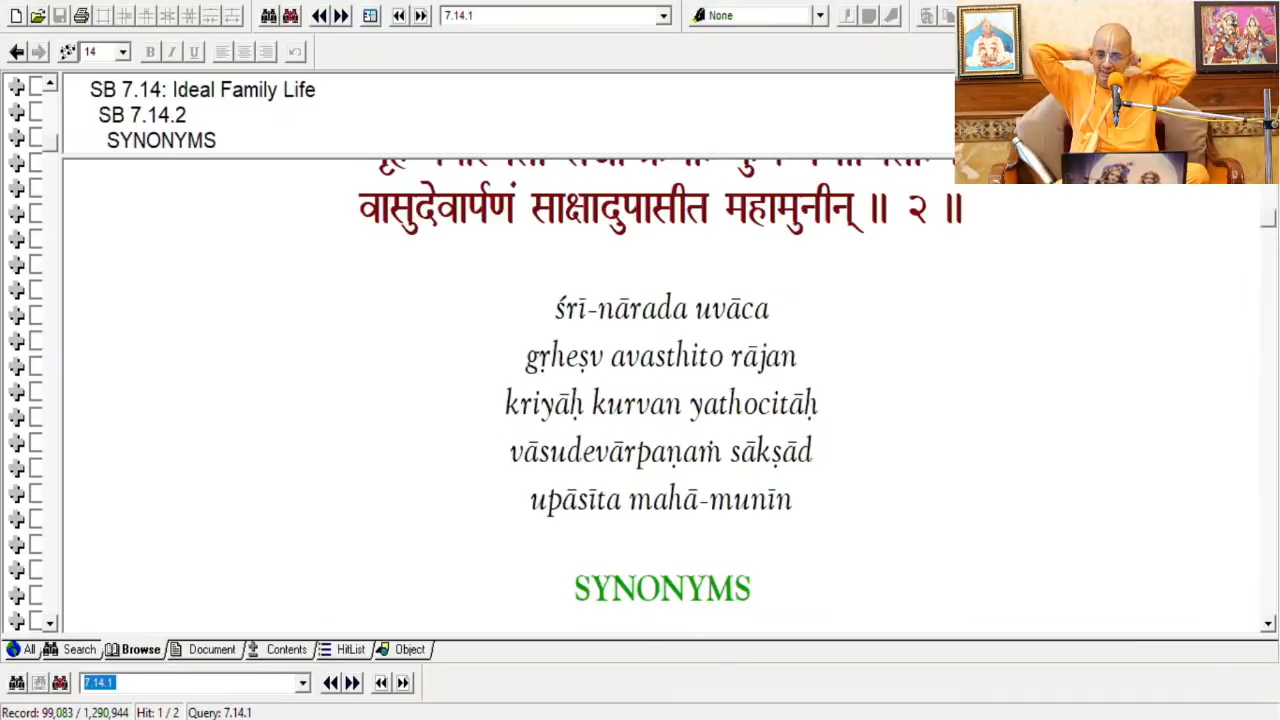 7.14.1
None
14
B I U
SB 7.14: Ideal Family Life
SB 7.14.2
SYNONYMS
वासुदेवार्पणं साक्षादुपासीत महामुनीन् ॥ २ ॥
śrī-nārada uvāca
gṛheṣv avasthito rājan
kriyāḥ kurvan yathocitāḥ
vāsudevārpaṇaṁ sākṣād
upāsīta mahā-munīn
SYNONYMS
All Search Browse Document Contents HitList Object
7.14.1
Record: 99,083 / 1,290,944 Hit: 1 / 2 Query: 7.14.1